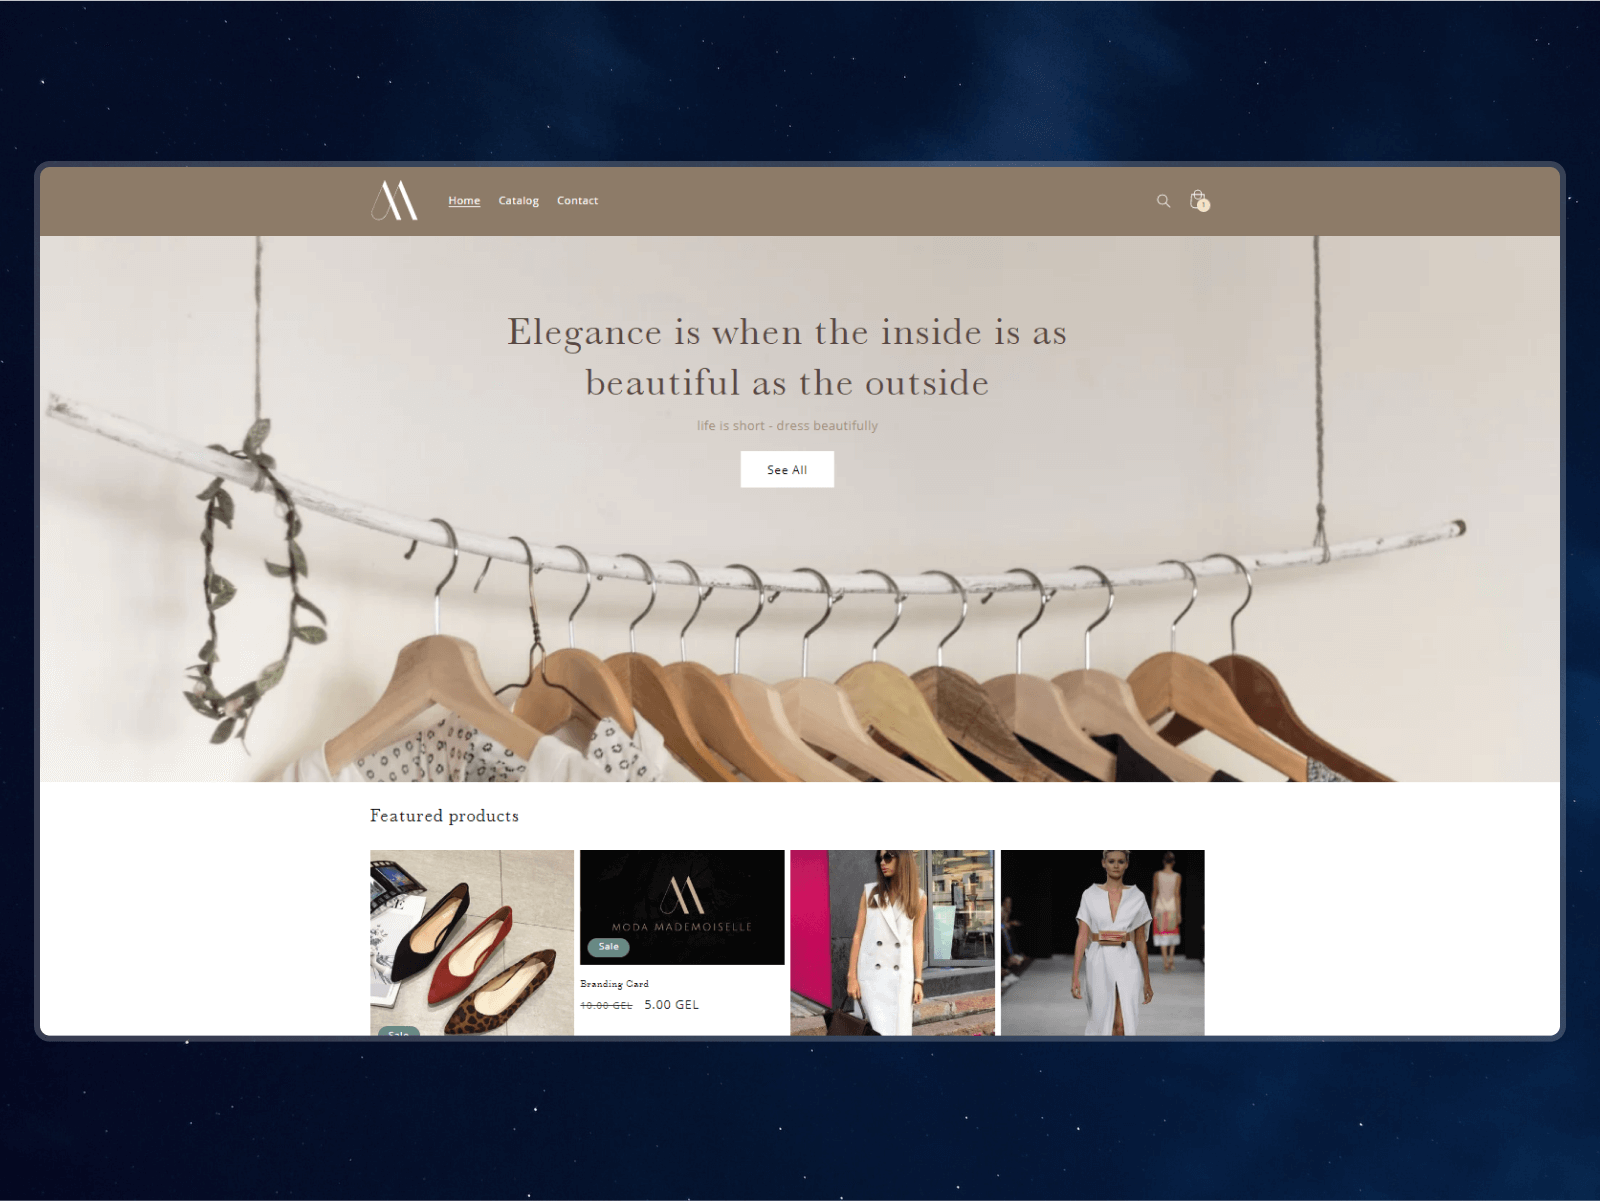 Home
Catalog
Contact
1
Elegance is when the inside is as
beautiful as the outside
life is short - dress beautifully
See All
Featured products
Sale
MODA MADEMOISELLE
Sale
Branding Card
10.00 GEL 5.00 GEL